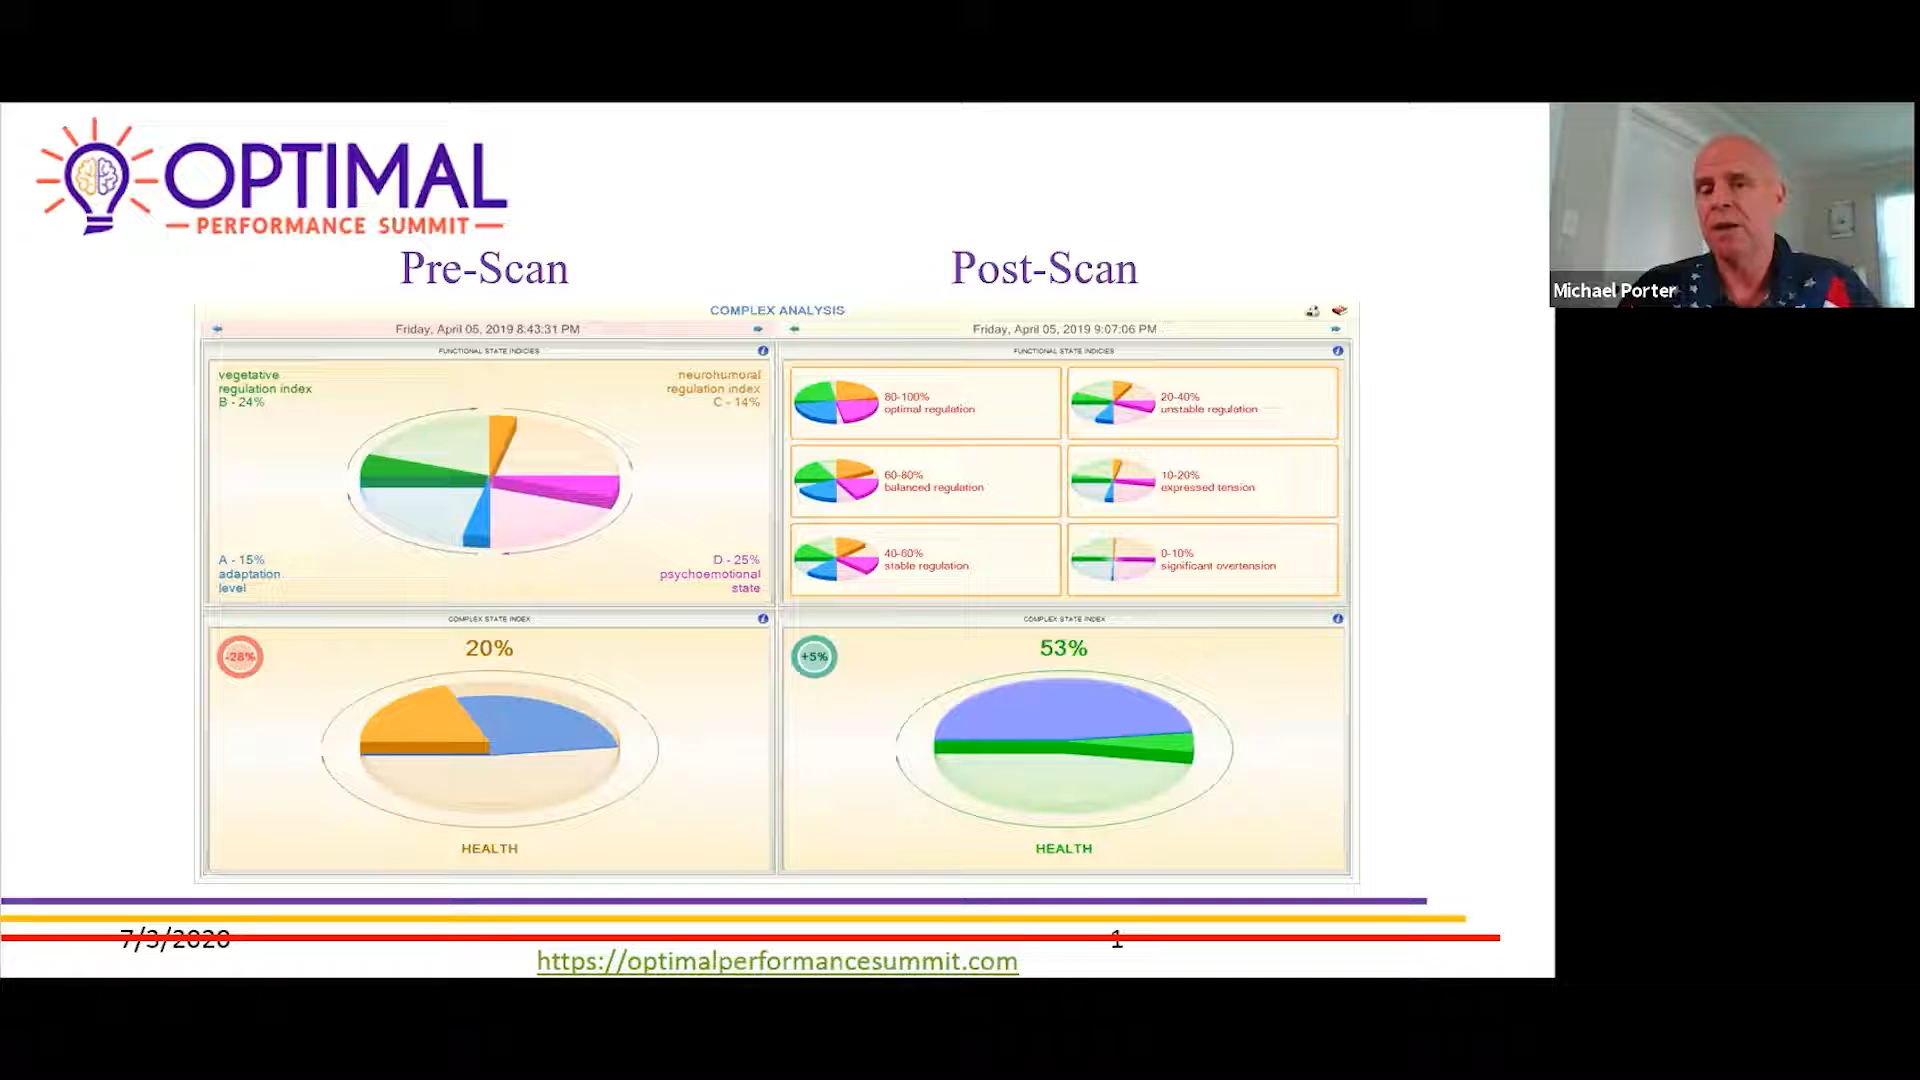 OPTIMAL
PERFORMANCE SUMMIT
Pre-Scan
Post-Scan
COMPLEX ANALYSIS
Friday, April 05, 2019 8:43:31 PM
Friday, April 05, 2019 9:07:06 PM
FUNCTIONAL STATE INDICIES
FUNCTIONAL STATE INDICIES
vegetative
regulation index
B - 24%
neurohumoral
regulation index
C - 14%
A - 15%
adaptation
level
D - 25%
psychoemotional
state
80-100%
optimal regulation
20-40%
unstable regulation
60-80%
balanced regulation
10-20%
expressed tension
40-60%
stable regulation
0-10%
significant overtension
COMPLEX STATE INDEX
COMPLEX STATE INDEX
-28%
20%
HEALTH
+5%
53%
HEALTH
7/3/2020
1
https://optimalperformancesummit.com
Michael Porter